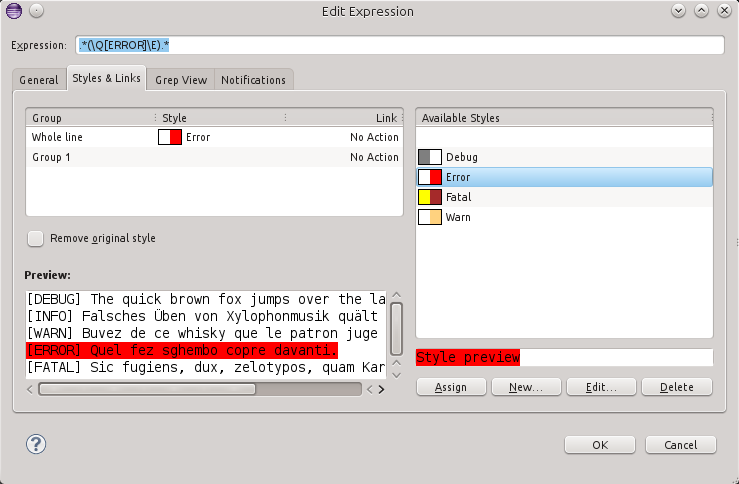 Edit Expression
Expression: .*(\Q[ERROR]\E).*
General Styles & Links Grep View Notifications
Group Style Link
Whole line Error No Action
Group 1 No Action
Available Styles
Debug
Error
Fatal
Warn
Remove original style
Preview:
[DEBUG] The quick brown fox jumps over the la
[INFO] Falsches Üben von Xylophonmusik quält
[WARN] Buvez de ce whisky que le patron juge
[ERROR] Quel fez sghembo copre davanti.
[FATAL] Sic fugiens, dux, zelotypos, quam Kar
Style preview
Assign New... Edit... Delete
? OK Cancel